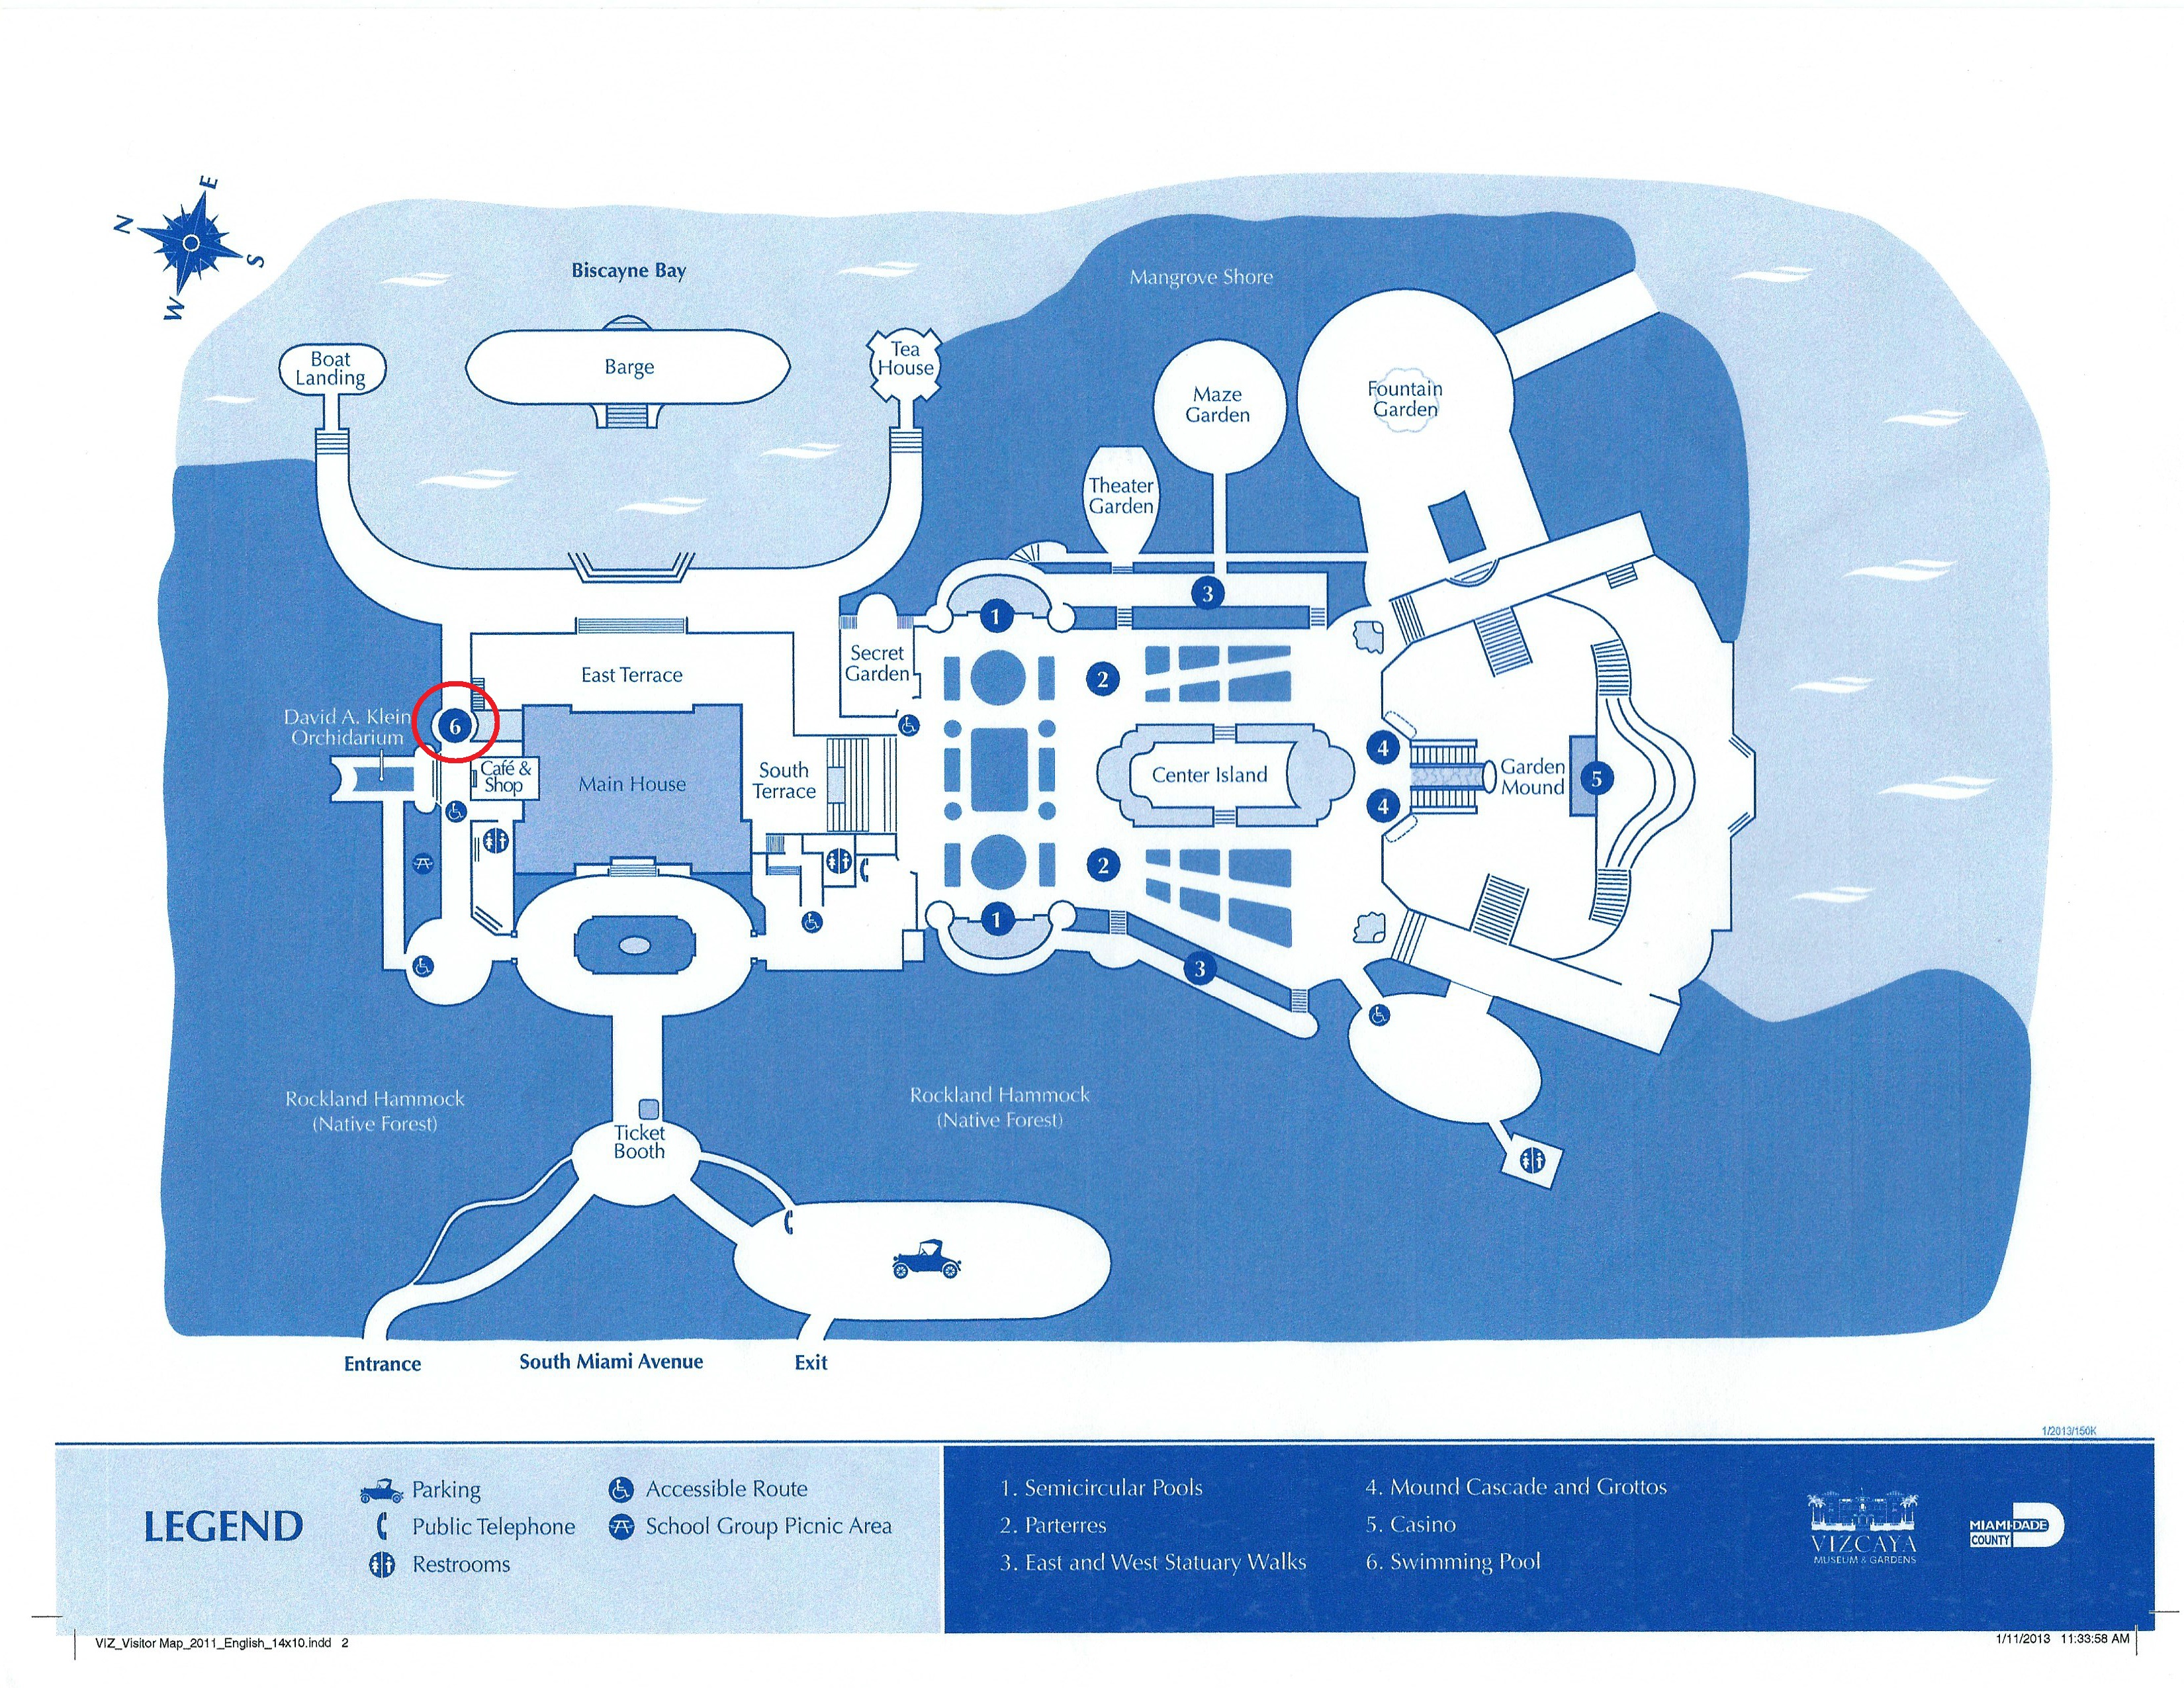 E
N
S
W
Biscayne Bay
Mangrove Shore
Boat
Landing
Barge
Tea
House
Maze
Garden
Fountain
Garden
Theater
Garden
3
1
Secret
Garden
East Terrace
2
David A. Klein
Orchidarium
6
Café &
Shop
Main House
South
Terrace
Center Island
4
4
Garden
Mound
5
2
1
3
Rockland Hammock
(Native Forest)
Rockland Hammock
(Native Forest)
Ticket
Booth
Entrance
South Miami Avenue
Exit
1/2013/150K
LEGEND
Parking
Public Telephone
Restrooms
Accessible Route
School Group Picnic Area
1. Semicircular Pools
2. Parterres
3. East and West Statuary Walks
4. Mound Cascade and Grottos
5. Casino
6. Swimming Pool
VIZCAYA
MUSEUM & GARDENS
MIAMI-DADE
COUNTY
VIZ_Visitor Map_2011_English_14x10.indd 2
1/11/2013 11:33:58 AM